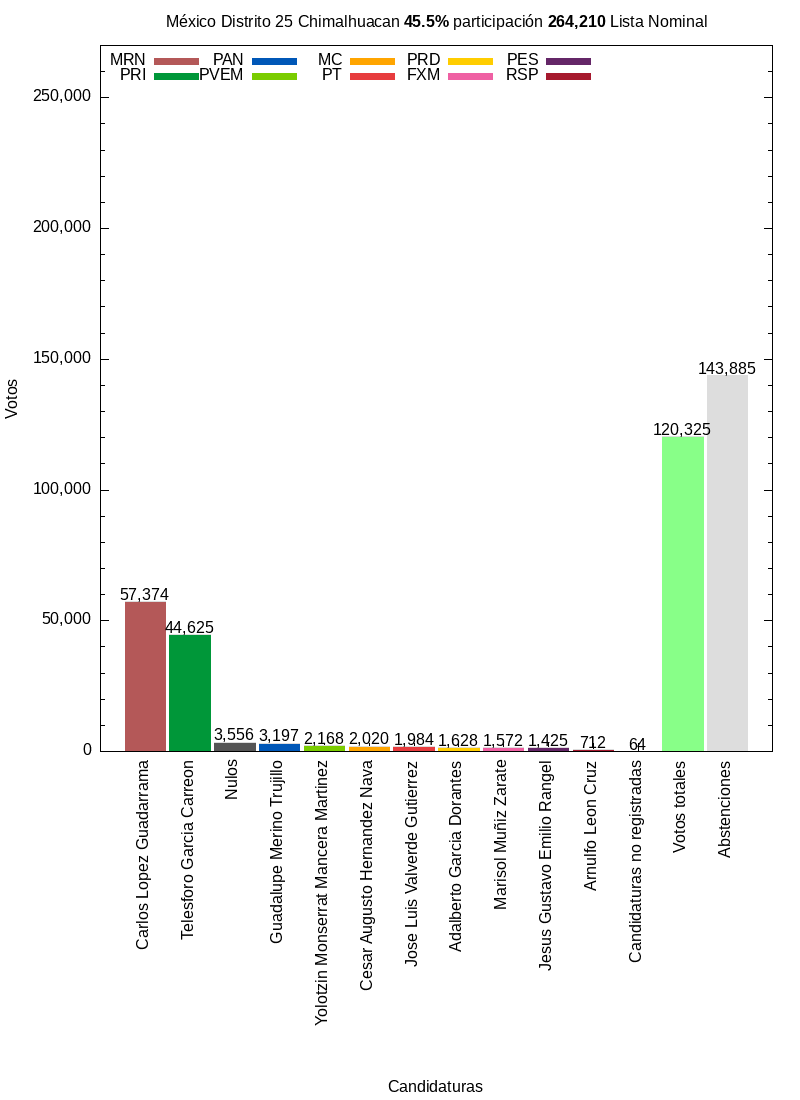 México Distrito 25 Chimalhuacan 45.5% participación 264,210 Lista Nominal
MRN PAN MC PRD PES
PRI PVEM PT FXM RSP
250,000
200,000
150,000
100,000
50,000
0
Votos
57,374
44,625
3,556
3,197
2,168
2,020
1,984
1,628
1,572
1,425
712
64
120,325
143,885
Carlos Lopez Guadarrama
Telesforo Garcia Carreon
Nulos
Guadalupe Merino Trujillo
Yolotzin Monserrat Mancera Martinez
Cesar Augusto Hernandez Nava
Jose Luis Valverde Gutierrez
Adalberto Garcia Dorantes
Marisol Muñiz Zarate
Jesus Gustavo Emilio Rangel
Arnulfo Leon Cruz
Candidaturas no registradas
Votos totales
Abstenciones
Candidaturas